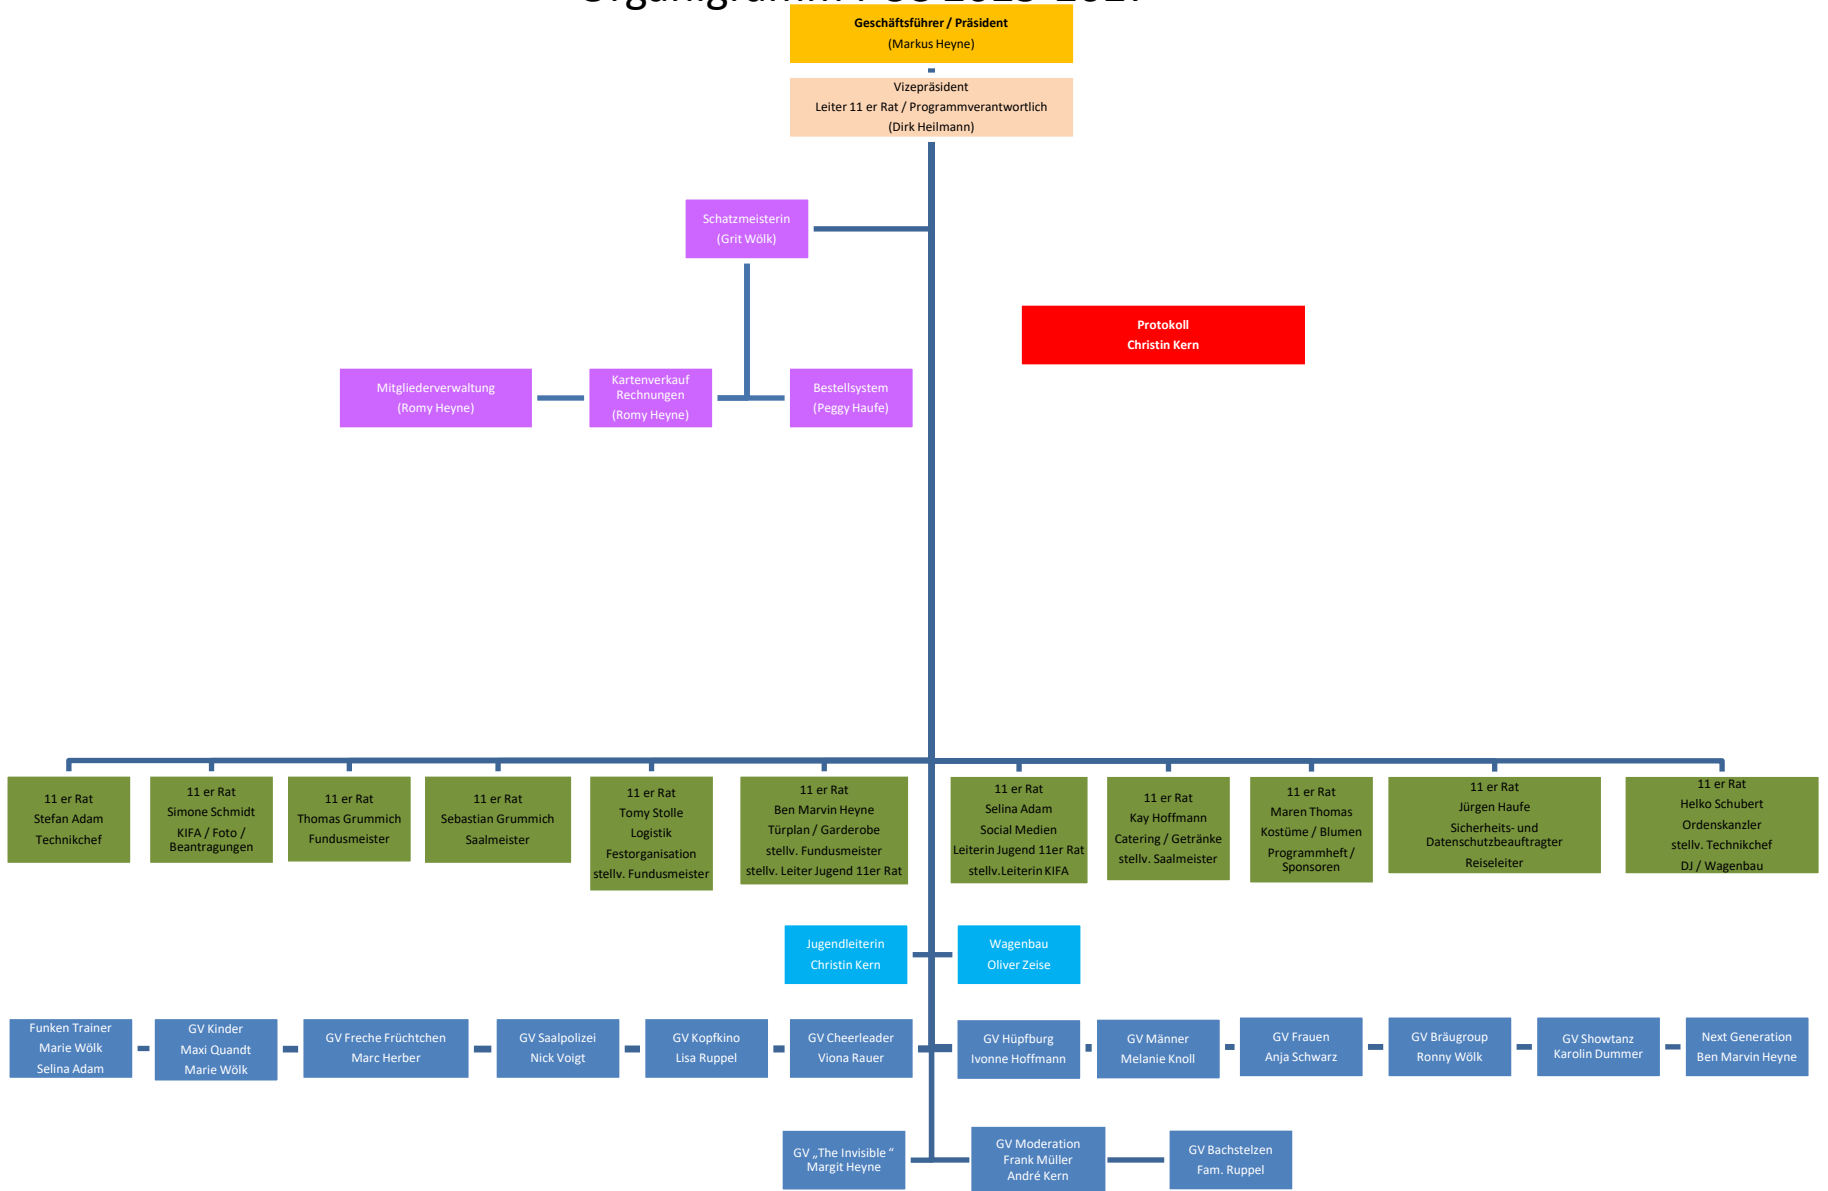 Geschäftsführer / Präsident
(Markus Heyne)
Vizepräsident
Leiter 11 er Rat / Programmverantwortlich
(Dirk Heilmann)
Schatzmeisterin
(Grit Wölk)
Protokoll
Christin Kern
Mitgliederverwaltung
(Romy Heyne)
Kartenverkauf
Rechnungen
(Romy Heyne)
Bestellsystem
(Peggy Haufe)
11 er Rat
Stefan Adam
Technikchef
11 er Rat
Simone Schmidt
KIFA / Foto /
Beantragungen
11 er Rat
Thomas Grummich
Fundusmeister
11 er Rat
Sebastian Grummich
Saalmeister
11 er Rat
Tomy Stolle
Logistik
Festorganisation
stellv. Fundusmeister
11 er Rat
Ben Marvin Heyne
Türplan / Garderobe
stellv. Fundusmeister
stellv. Leiter Jugend 11er Rat
11 er Rat
Selina Adam
Social Medien
Leiterin Jugend 11er Rat
stellv.Leiterin KIFA
11 er Rat
Kay Hoffmann
Catering / Getränke
stellv. Saalmeister
11 er Rat
Maren Thomas
Kostüme / Blumen
Programmheft /
Sponsoren
11 er Rat
Jürgen Haufe
Sicherheits- und
Datenschutzbeauftragter
Reiseleiter
11 er Rat
Helko Schubert
Ordenskanzler
stellv. Technikchef
DJ / Wagenbau
Jugendleiterin
Christin Kern
Wagenbau
Oliver Zeise
Funken Trainer
Marie Wölk
Selina Adam
GV Kinder
Maxi Quandt
Marie Wölk
GV Freche Früchtchen
Marc Herber
GV Saalpolizei
Nick Voigt
GV Kopfkino
Lisa Ruppel
GV Cheerleader
Viona Rauer
GV Hüpfburg
Ivonne Hoffmann
GV Männer
Melanie Knoll
GV Frauen
Anja Schwarz
GV Bräugroup
Ronny Wölk
GV Showtanz
Karolin Dummer
Next Generation
Ben Marvin Heyne
GV „The Invisible “
Margit Heyne
GV Moderation
Frank Müller
André Kern
GV Bachstelzen
Fam. Ruppel